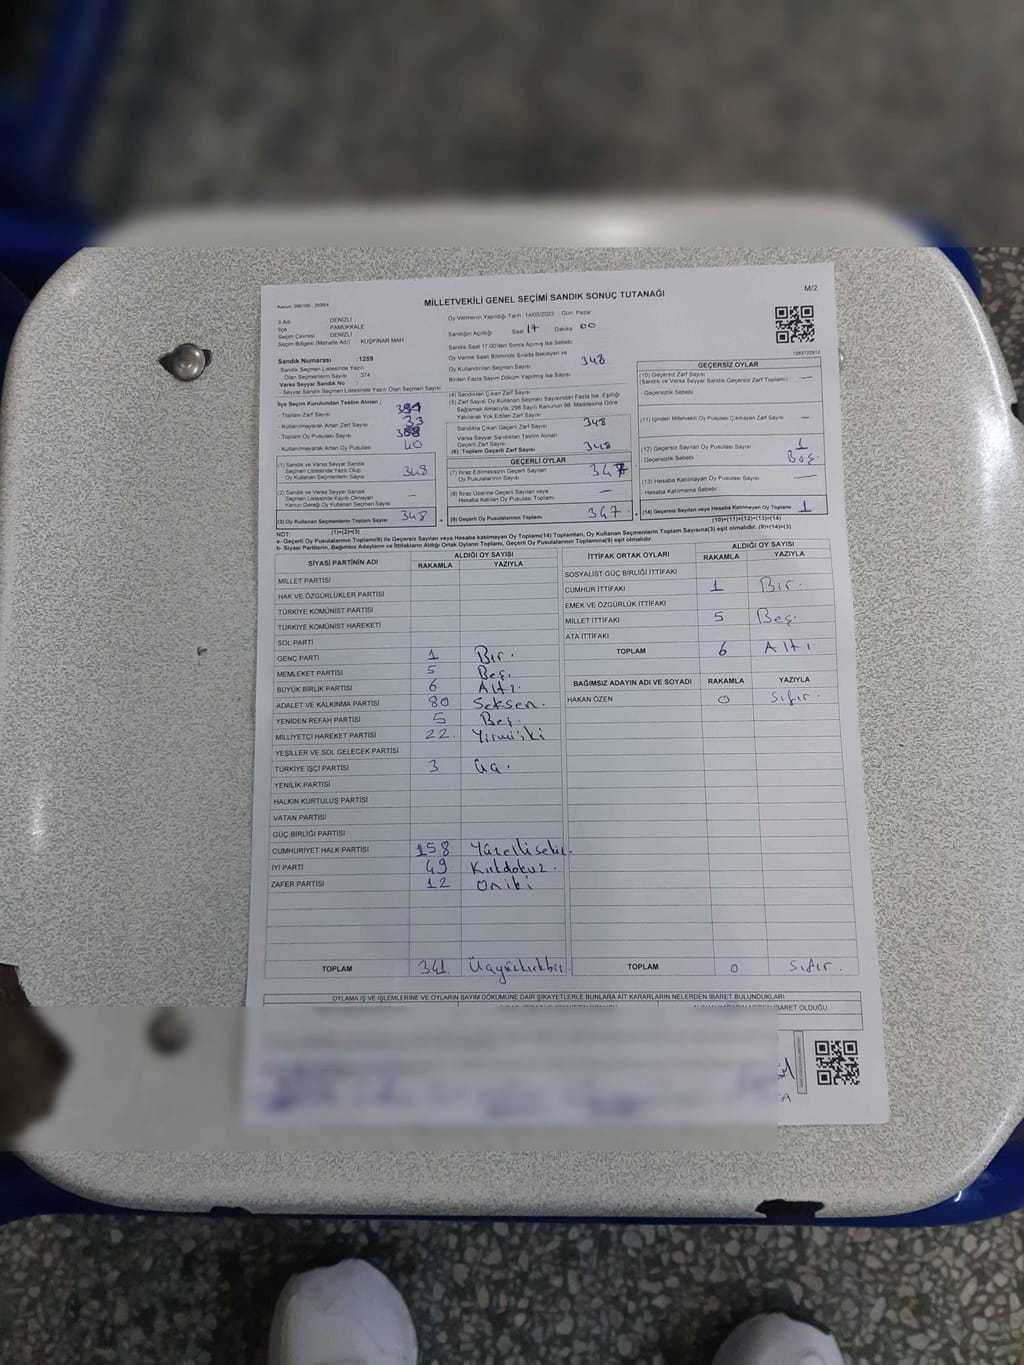 Kanun: 298/105 - 2839/4
MİLLETVEKİLİ GENEL SEÇİMİ SANDIK SONUÇ TUTANAĞI
M/2
İl Adı : DENİZLİ
İlçe : PAMUKKALE
Seçim Çevresi : DENİZLİ
Seçim Bölgesi (Mahalle Adı) : KUŞPINAR MAH.
Sandık Numarası : 1259
Sandık Seçmen Listesinde Yazılı
Olan Seçmenlerin Sayısı : 374
Varsa Seyyar Sandık No :
- Seyyar Sandık Seçmen Listesinde Yazılı Olan Seçmen Sayısı :
Oy Vermenin Yapıldığı Tarih : 14/05/2023 Gün: Pazar
Sandığın Açıldığı Saat 17 Dakika 00
Sandık Saat 17:00'den Sonra Açılmış İse Sebebi :
Oy Verme Saati Bitiminde Sırada Bekleyen ve
Oy Kullandırılan Seçmen Sayısı : 348
Birden Fazla Sayım Döküm Yapılmış İse Sayısı :
İlçe Seçim Kurulundan Teslim Alınan ;
- Toplam Zarf Sayısı :
- Kullanılmayarak Artan Zarf Sayısı : 33
- Toplam Oy Pusulası Sayısı :
- Kullanılmayarak Artan Oy Pusulası : 40
(1) Sandık ve Varsa Seyyar Sandık
Seçmen Listesinde Yazılı Olup
Oy Kullanan Seçmenlerin Sayısı : 348
(2) Sandık ve Varsa Seyyar Sandık
Seçmen Listesinde Kayıtlı Olmayan
Kanun Gereği Oy Kullanan Seçmen Sayısı : —
(3) Oy Kullanan Seçmenlerin Toplam Sayısı : 348
(1)+(2)=(3)
(4) Sandıktan Çıkan Zarf Sayısı :
(5) Zarf Sayısı Oy Kullanan Seçmen Sayısından Fazla İse, Eşitliği
Sağlamak Amacıyla, 298 Sayılı Kanunun 98. Maddesine Göre
Yakılarak Yok Edilen Zarf Sayısı :
Sandıkta Çıkan Geçerli Zarf Sayısı : 348
Varsa Seyyar Sandıktan Teslim Alınan
Geçerli Zarf Sayısı :
(6) Toplam Geçerli Zarf Sayısı : 348
GEÇERLİ OYLAR
(7) İtiraz Edilmeksizin Geçerli Sayılan
Oy Pusulalarının Sayısı : 347
(8) İtiraz Üzerine Geçerli Sayılan veya
Hesaba Katılan Oy Pusulası Toplamı : —
(9) Geçerli Oy Pusulalarının Toplamı : 347
GEÇERSİZ OYLAR
(10) Geçersiz Zarf Sayısı :
(Sandık ve Varsa Seyyar Sandık Geçersiz Zarf Toplamı) —
- Geçersizlik Sebebi :
(11) İçinden Milletvekili Oy Pusulası Çıkmayan Zarf Sayısı : —
(12) Geçersiz Sayılan Oy Pusulası Sayısı : 1
- Geçersizlik Sebebi : Boş.
(13) Hesaba Katılmayan Oy Pusulası Sayısı : —
- Hesaba Katılmama Sebebi :
(14) Geçersiz Sayılan veya Hesaba Katılmayan Oy Toplamı : 1
(10)+(11)+(12)+(13)=(14)
NOT:
a- Geçerli Oy Pusulalarının Toplamı(9) ile Geçersiz Sayılan veya Hesaba katılmayan Oy Toplamı(14) Toplamları, Oy Kullanan Seçmenlerin Toplam Sayısına(3) eşit olmalıdır. (9)+(14)=(3)
b- Siyasi Partilerin, Bağımsız Adayların ve İttifakların Aldığı Ortak Oyların Toplamı, Geçerli Oy Pusulalarının Toplamına(9) eşit olmalıdır.
SİYASİ PARTİNİN ADI ALDIĞI OY SAYISI
RAKAMLA YAZIYLA
MİLLET PARTİSİ
HAK VE ÖZGÜRLÜKLER PARTİSİ
TÜRKİYE KOMÜNİST PARTİSİ
TÜRKİYE KOMÜNİST HAREKETİ
SOL PARTİ
GENÇ PARTİ 1 Bir.
MEMLEKET PARTİSİ 5 Beş.
BÜYÜK BİRLİK PARTİSİ 6 Altı.
ADALET VE KALKINMA PARTİSİ 80 Seksen.
YENİDEN REFAH PARTİSİ 5 Beş.
MİLLİYETÇİ HAREKET PARTİSİ 22. Yirmiiki
YEŞİLLER VE SOL GELECEK PARTİSİ
TÜRKİYE İŞÇİ PARTİSİ 3 Üç.
YENİLİK PARTİSİ
HALKIN KURTULUŞ PARTİSİ
VATAN PARTİSİ
GÜÇ BİRLİĞİ PARTİSİ
CUMHURİYET HALK PARTİSİ 158 Yüzellisekiz.
İYİ PARTİ 49 Kırkdokuz.
ZAFER PARTİSİ 12 Oniki
TOPLAM 341 Üçyüzkırkbir.
İTTİFAK ORTAK OYLARI ALDIĞI OY SAYISI
RAKAMLA YAZIYLA
SOSYALİST GÜÇ BİRLİĞİ İTTİFAKI
CUMHUR İTTİFAKI 1 Bir.
EMEK VE ÖZGÜRLÜK İTTİFAKI
MİLLET İTTİFAKI 5 Beş.
ATA İTTİFAKI
TOPLAM 6 Altı.
BAĞIMSIZ ADAYIN ADI VE SOYADI RAKAMLA YAZIYLA
HAKAN ÖZEN 0 Sıfır.
TOPLAM 0 Sıfır.
OYLAMA İŞ VE İŞLEMLERİNE VE OYLARIN SAYIM DÖKÜMÜNE DAİR ŞİKAYETLERLE BUNLARA AİT KARARLARIN NELERDEN İBARET BULUNDUKLARI